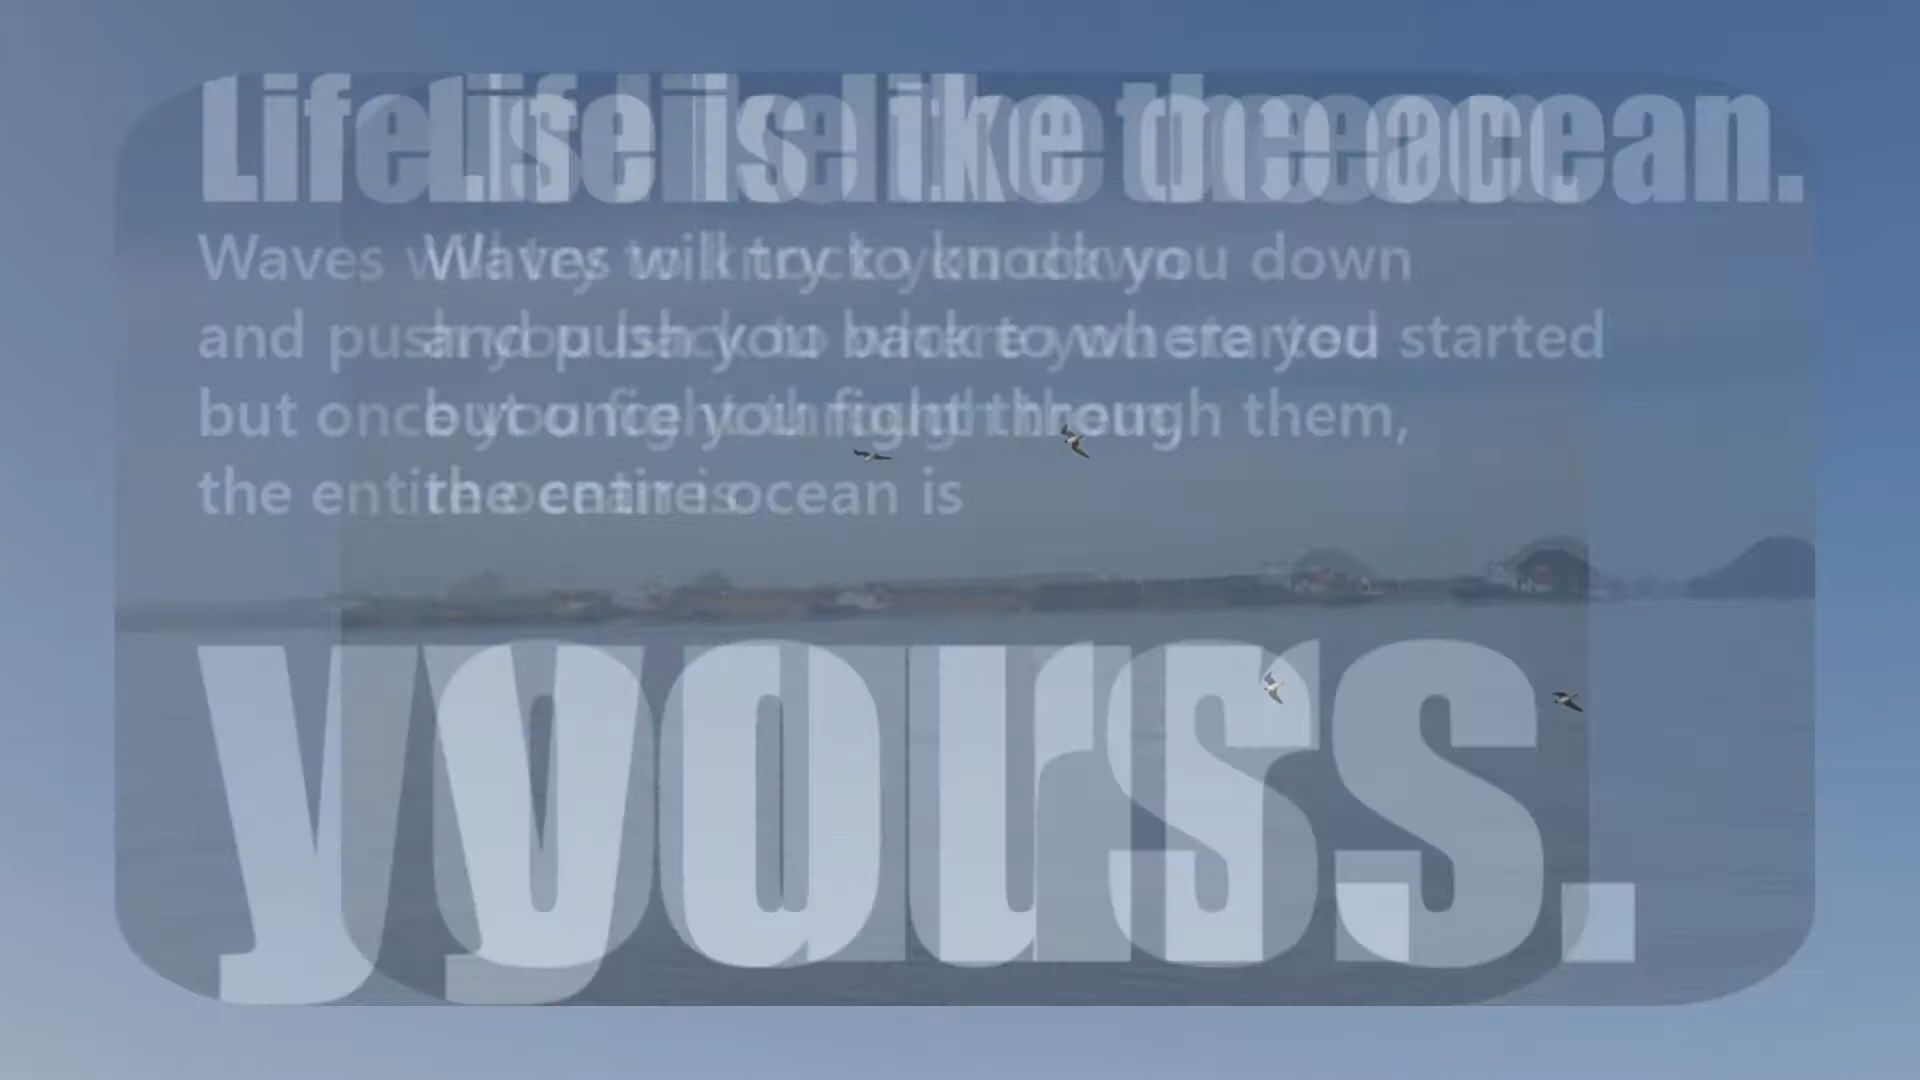 Life is like the ocean.
Waves will try to knock you down
and push you back to where you started
but once you fight through them,
the entire ocean is
yours.